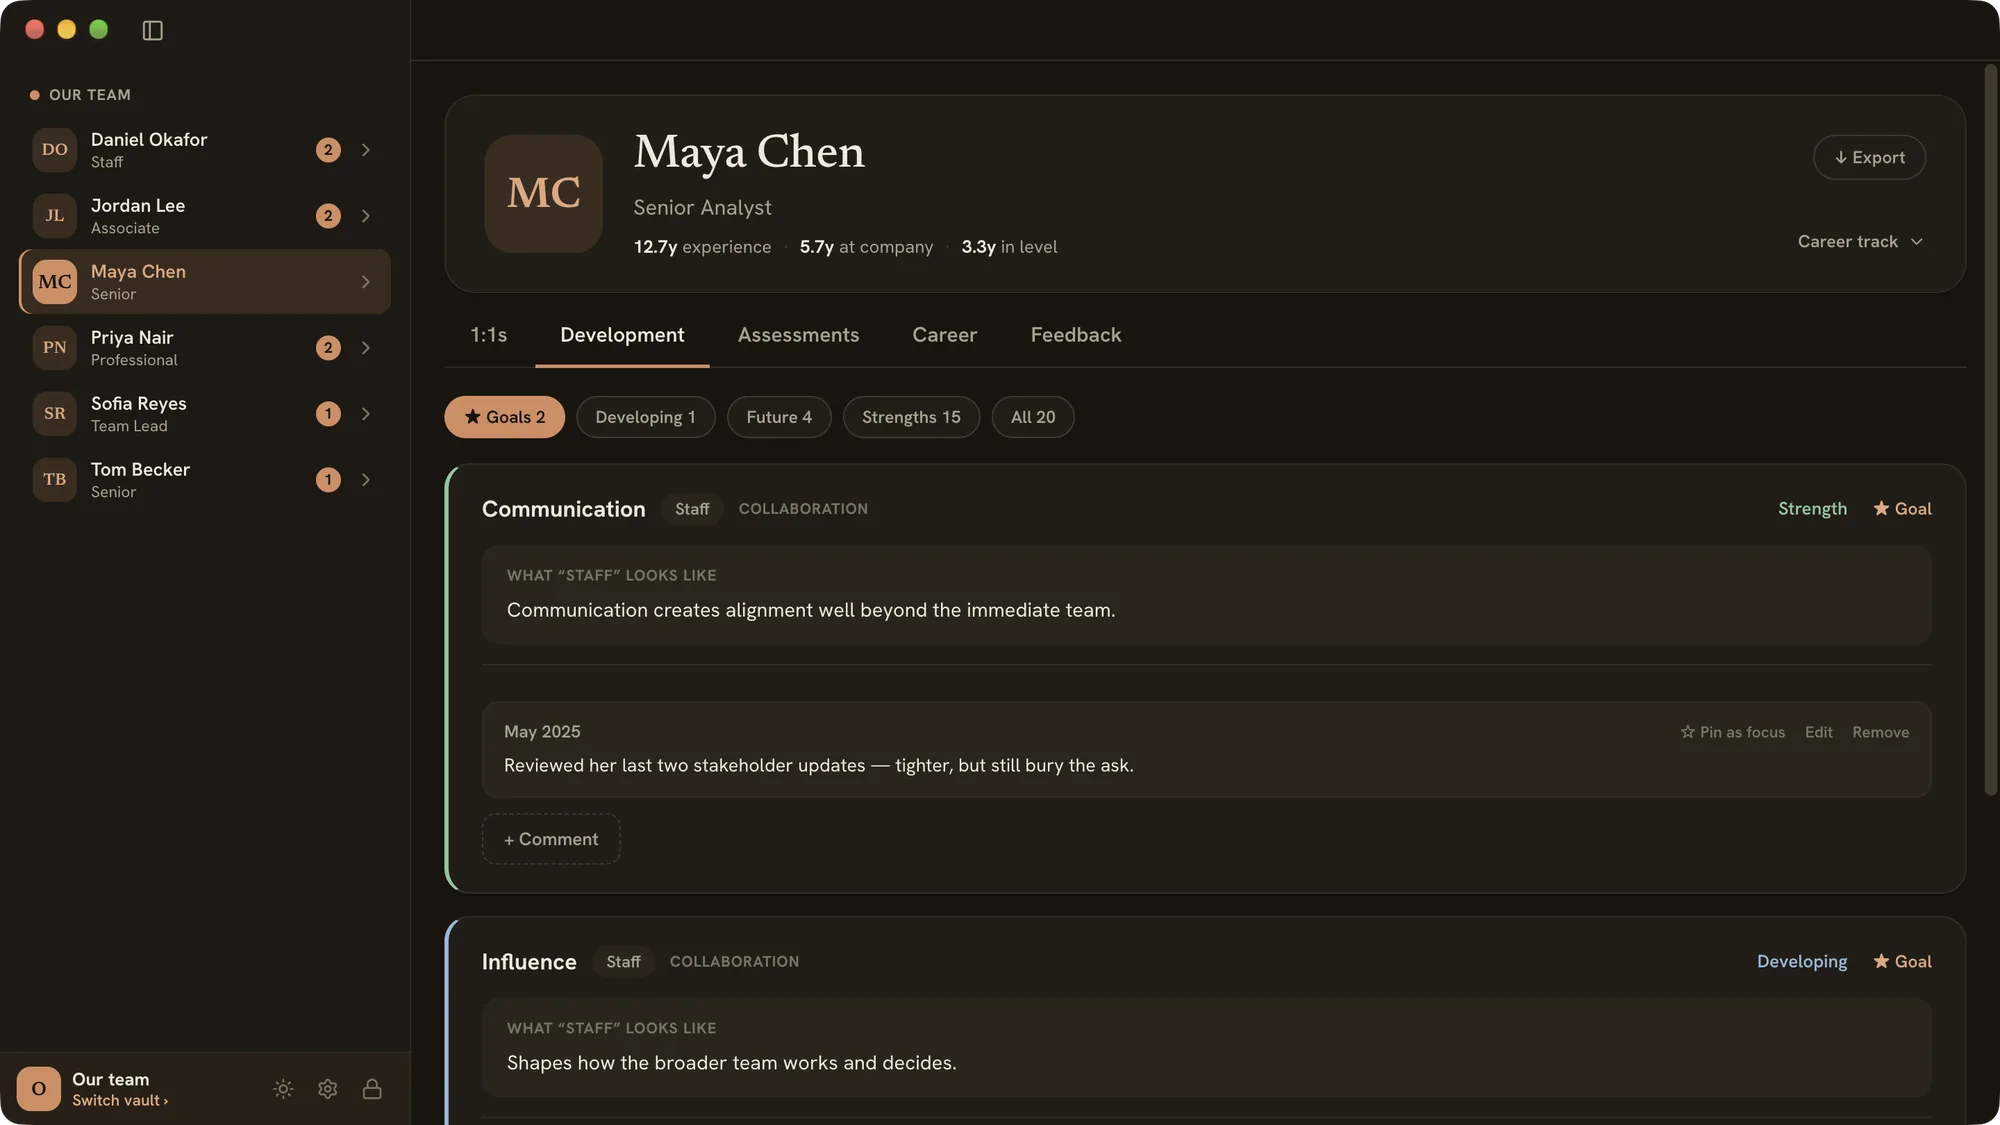 OUR TEAM
DO
Daniel Okafor
Staff
2
JL
Jordan Lee
Associate
2
MC
Maya Chen
Senior
PN
Priya Nair
Professional
2
SR
Sofia Reyes
Team Lead
1
TB
Tom Becker
Senior
1
O
Our team
Switch vault ›
MC
Maya Chen
Senior Analyst
12.7y experience · 5.7y at company · 3.3y in level
↓ Export
Career track
1:1s Development Assessments Career Feedback
★ Goals 2 Developing 1 Future 4 Strengths 15 All 20
Communication Staff COLLABORATION Strength ★ Goal
WHAT “STAFF” LOOKS LIKE
Communication creates alignment well beyond the immediate team.
May 2025 ☆ Pin as focus Edit Remove
Reviewed her last two stakeholder updates — tighter, but still bury the ask.
+ Comment
Influence Staff COLLABORATION Developing ★ Goal
WHAT “STAFF” LOOKS LIKE
Shapes how the broader team works and decides.